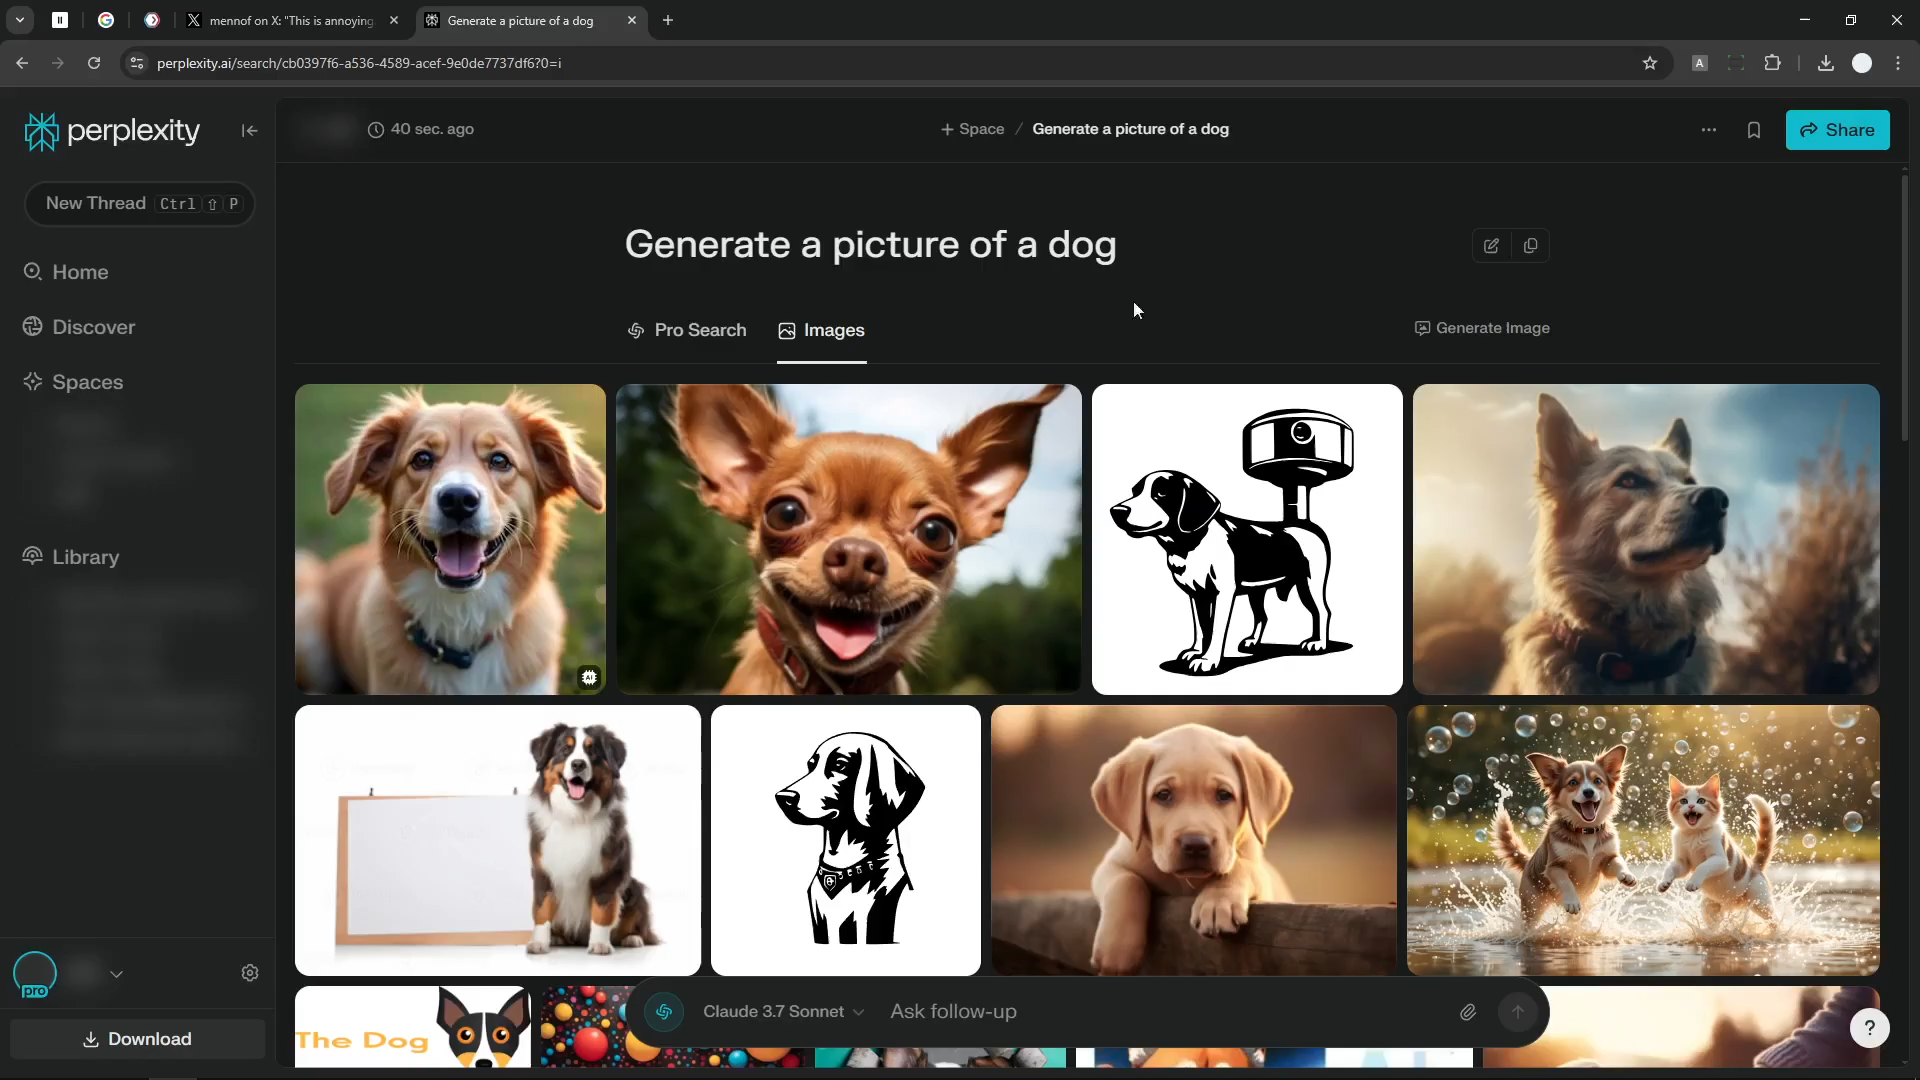 mennof on X: "This is annoying
Generate a picture of a dog
perplexity.ai/search/cb0397f6-a536-4589-acef-9e0de7737df6?0=i
A
perplexity
40 sec. ago
+ Space / Generate a picture of a dog
Share
New Thread Ctrl ⇧ P
Generate a picture of a dog
Home
Discover
Pro Search
Images
Generate Image
Spaces
Library
AI
pro
Claude 3.7 Sonnet
Ask follow-up
The Dog
Download
?